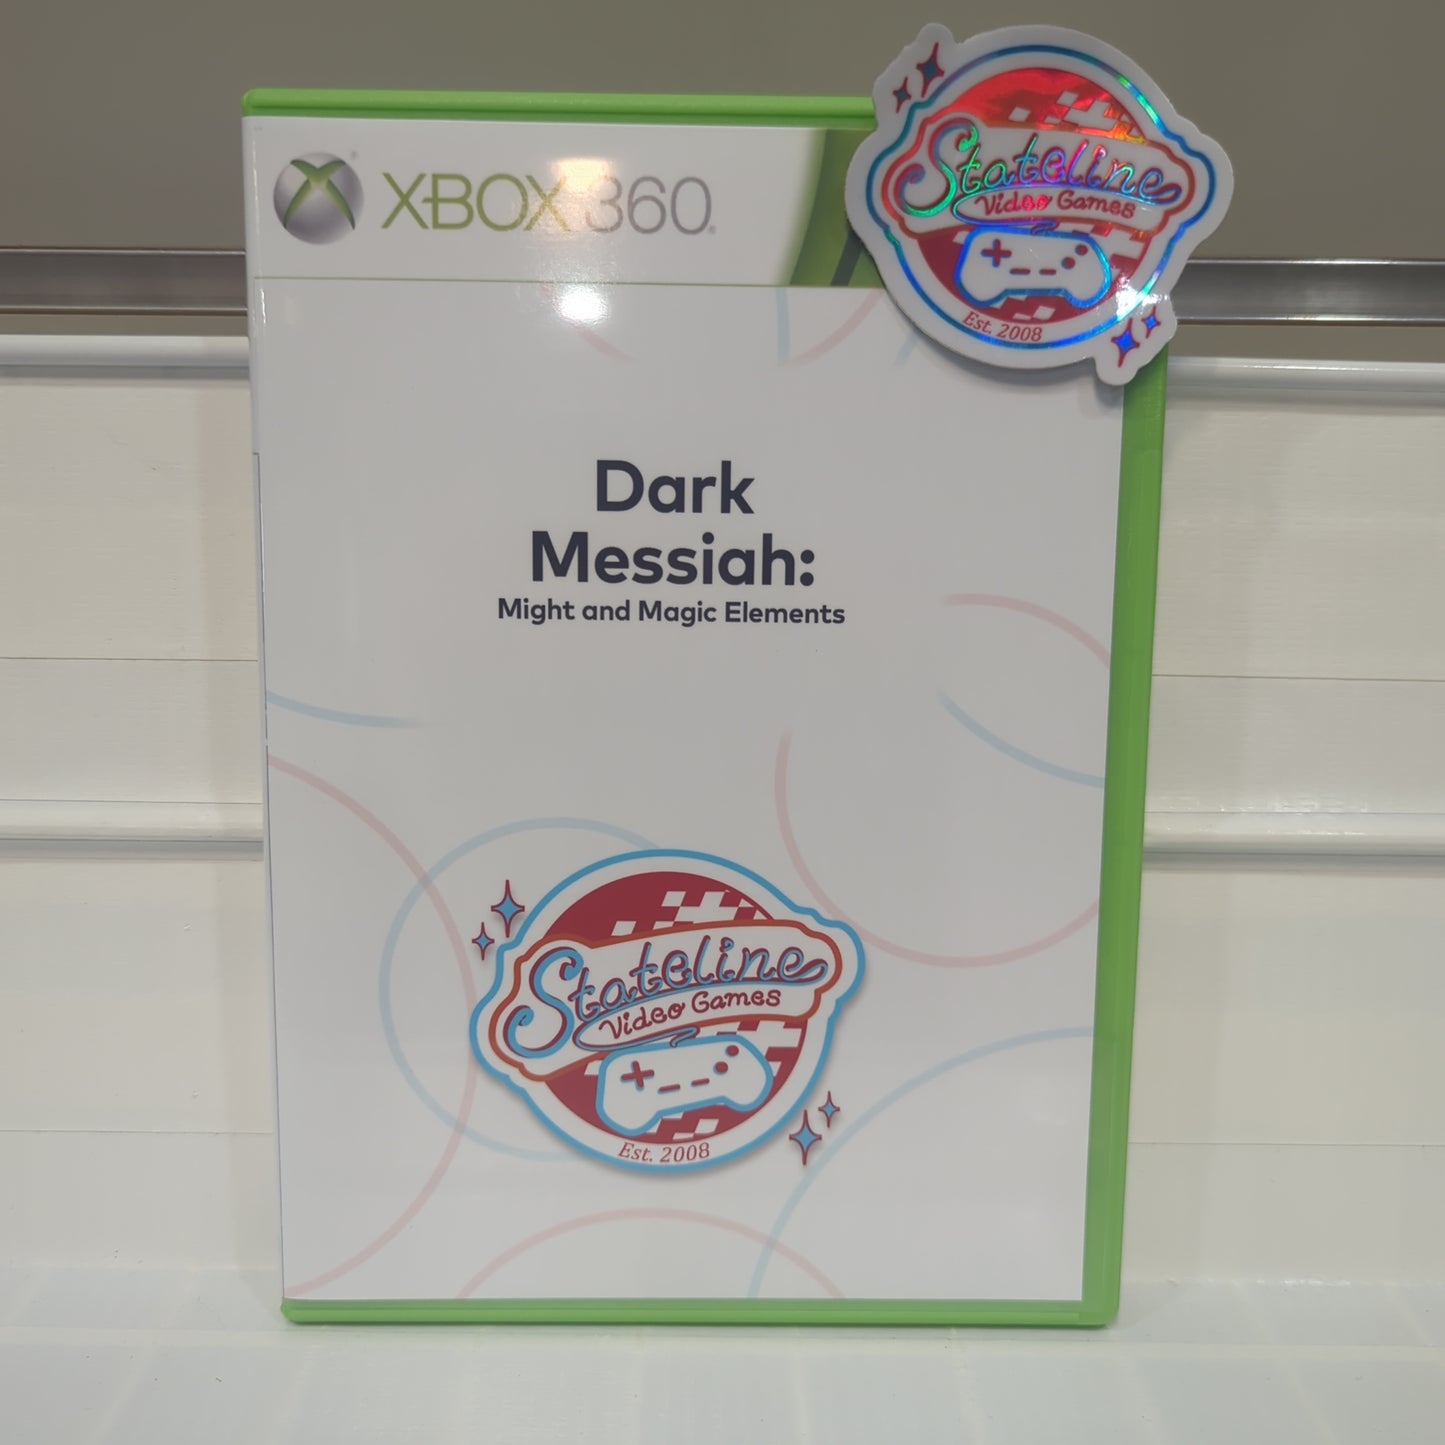 XBOX 360
Stateline
Video Games
Est. 2008
Dark
Messiah:
Might and Magic Elements
Stateline
Video Games
Est. 2008